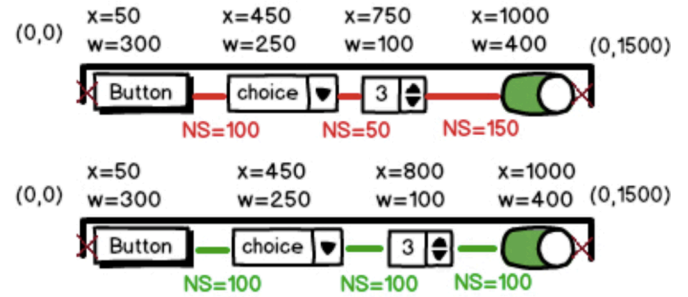 x=50 x=450 x=750 x=1000
(0,0) w=300 w=250 w=100 w=400 (0,1500)
Button choice 3
NS=100 NS=50 NS=150
x=50 x=450 x=800 x=1000
(0,0) w=300 w=250 w=100 w=400 (0,1500)
Button choice 3
NS=100 NS=100 NS=100